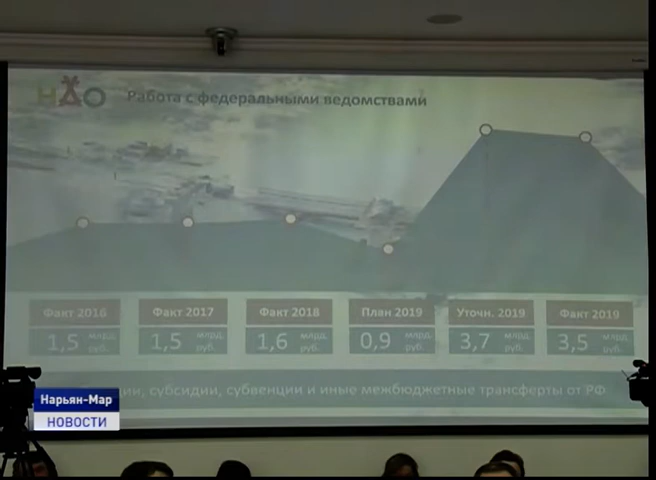 НАО
Работа с федеральными ведомствами
Факт 2016
Факт 2017
Факт 2018
План 2019
Уточн. 2019
Факт 2019
1,5 млрд. руб.
1,5 млрд. руб.
1,6 млрд. руб.
0,9 млрд. руб.
3,7 млрд. руб.
3,5 млрд. руб.
субсидии, субвенции и иные межбюджетные трансферты от РФ
Нарьян-Мар
НОВОСТИ